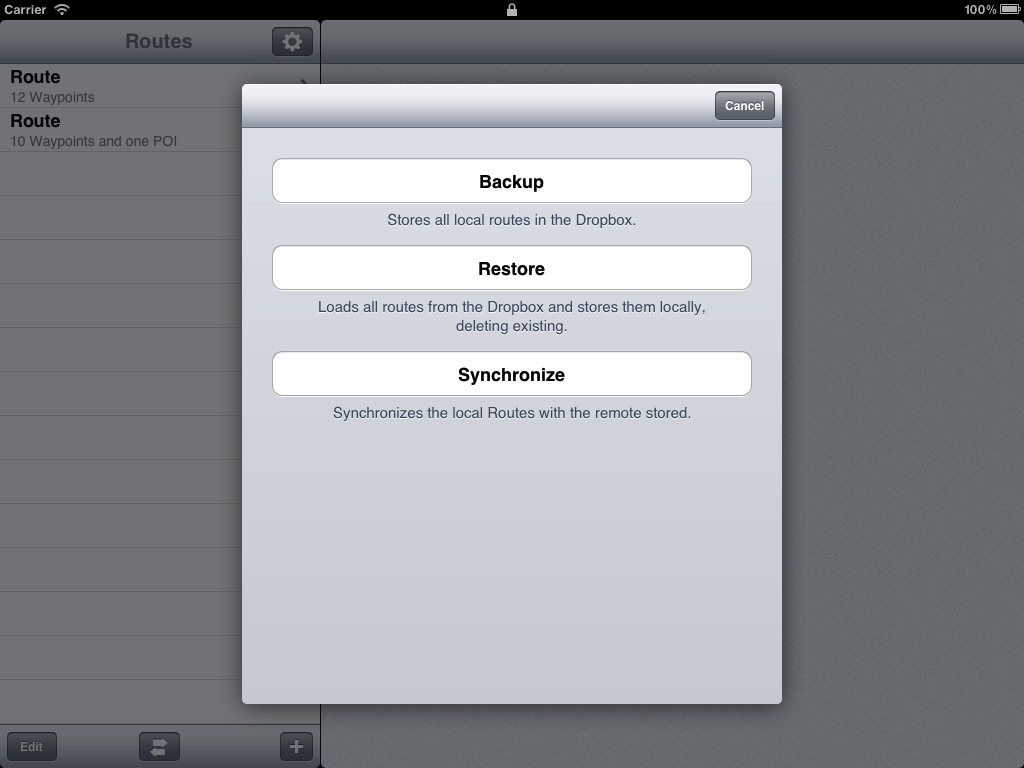 Carrier
100%
Routes
Route
12 Waypoints
Route
10 Waypoints and one POI
Cancel
Backup
Stores all local routes in the Dropbox.
Restore
Loads all routes from the Dropbox and stores them locally,
deleting existing.
Synchronize
Synchronizes the local Routes with the remote stored.
Edit